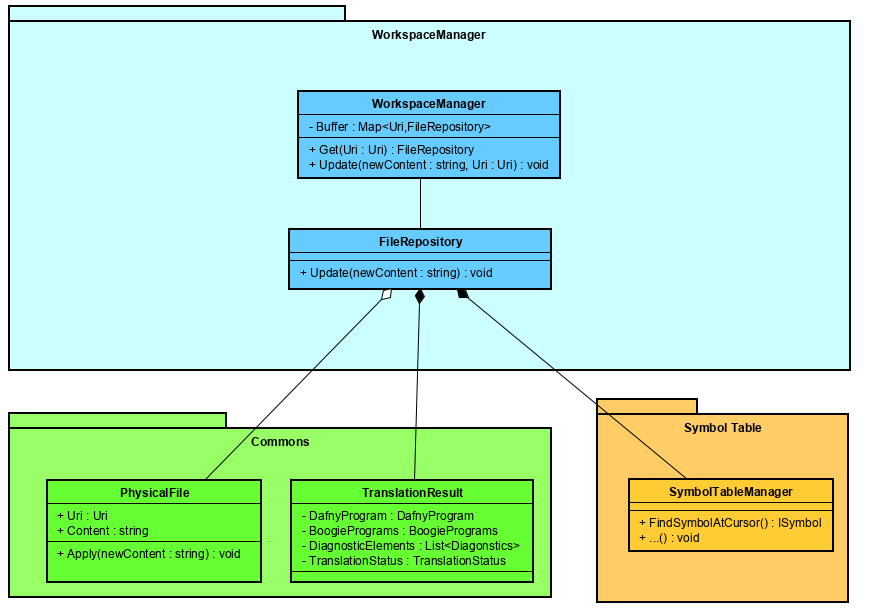 WorkspaceManager
WorkspaceManager
- Buffer : Map<Uri,FileRepository>
+ Get(Uri : Uri) : FileRepository
+ Update(newContent : string, Uri : Uri) : void
FileRepository
+ Update(newContent : string) : void
Commons
PhysicalFile
+ Uri : Uri
+ Content : string
+ Apply(newContent : string) : void
TranslationResult
- DafnyProgram : DafnyProgram
- BoogiePrograms : BoogiePrograms
- DiagnosticElements : List<Diagonstics>
- TranslationStatus : TranslationStatus
Symbol Table
SymbolTableManager
+ FindSymbolAtCursor() : ISymbol
+ ...() : void